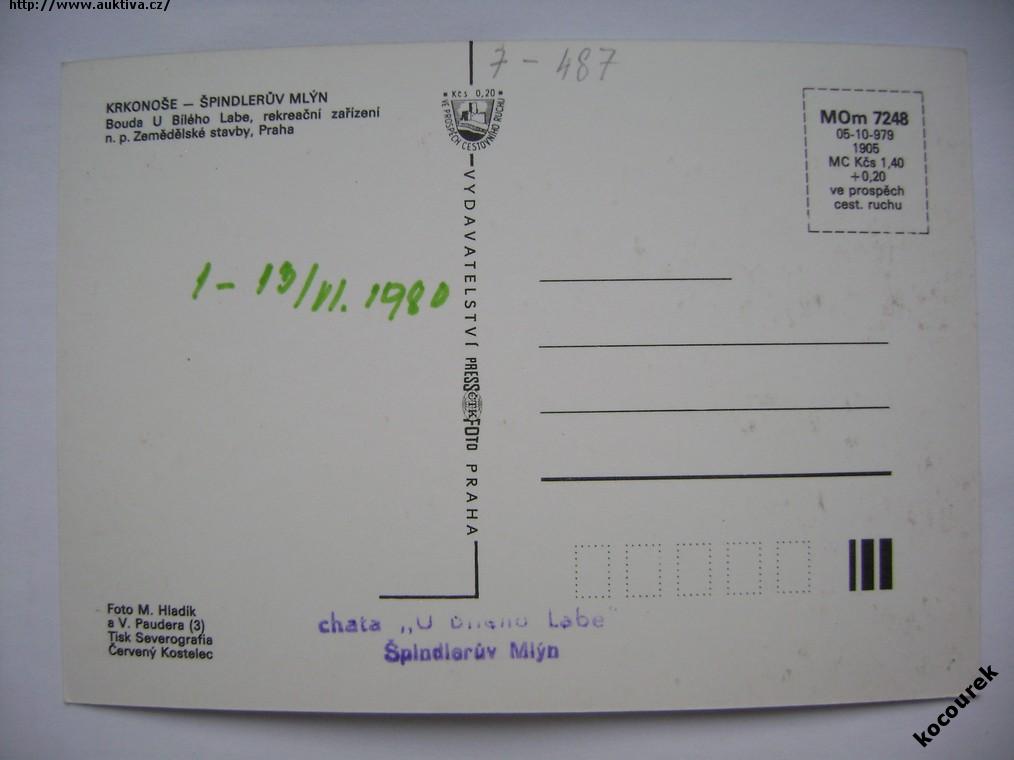 http://www.auktiva.cz/
7 - 487
KRKONOŠE — ŠPINDLERŮV MLÝN
Bouda U Bílého Labe, rekreační zařízení
n. p. Zemědělské stavby, Praha
Kčs 0,20
VE PROSPĚCH CESTOVNÍHO RUCHU
MOm 7248
05-10-979
1905
MC Kčs 1,40
+0,20
ve prospěch
cest. ruchu
1 - 13/VI. 1980
VYDAVATELSTVÍ PRESSFOTO PRAHA
ČTK
Foto M. Hladík
a V. Paudera (3)
Tisk Severografia
Červený Kostelec
chata „U Bílého Labe"
Špindlerův Mlýn
kocourek